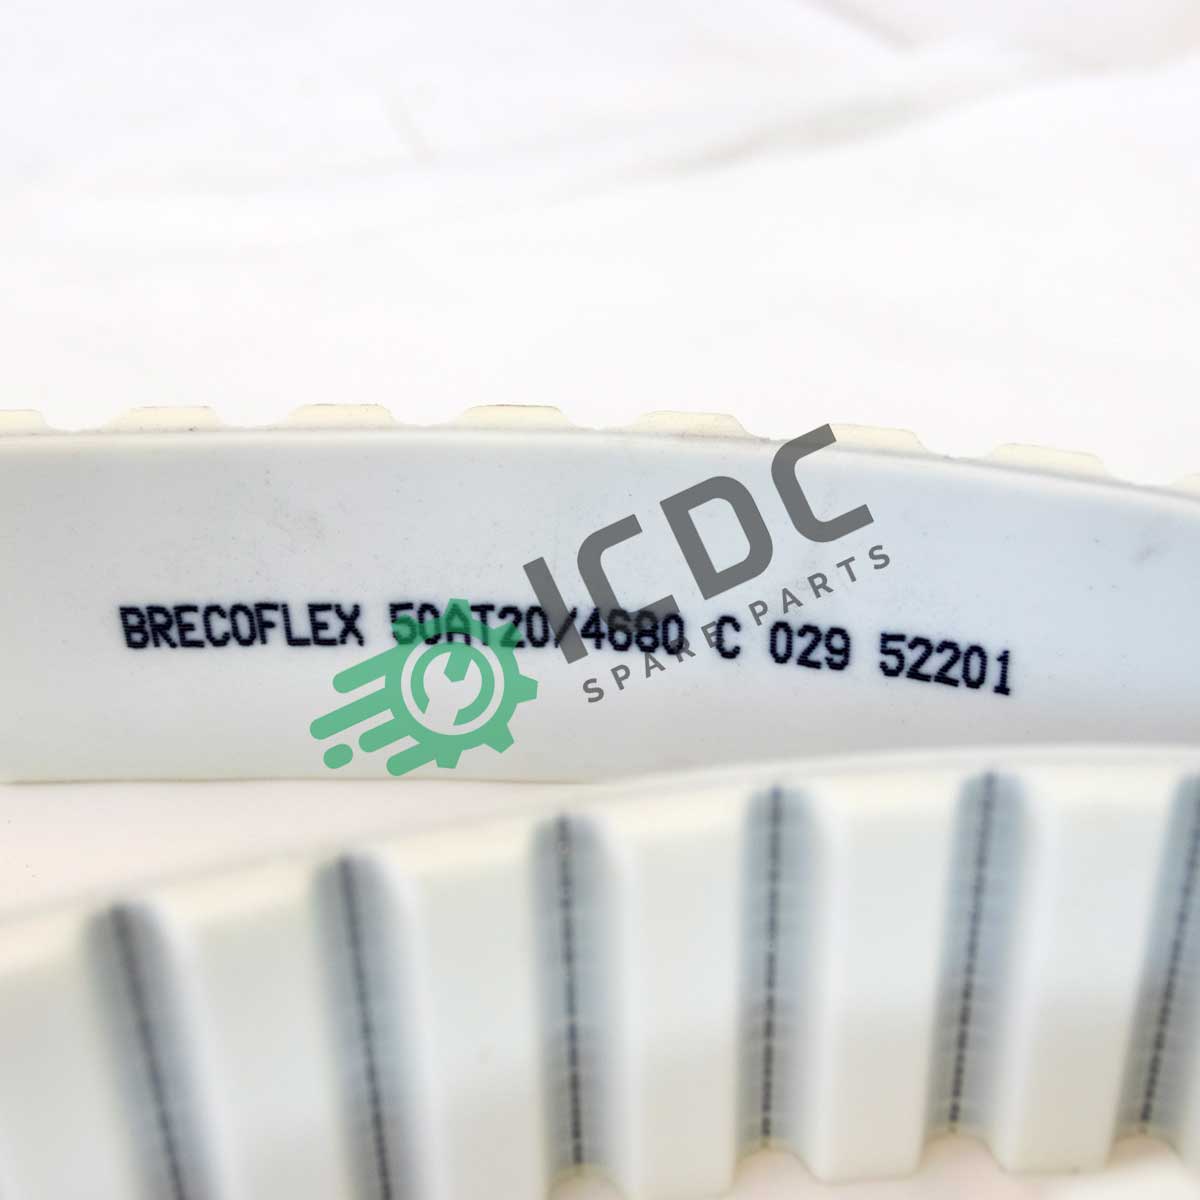 BRECOFLEX 50AT20/4680 C 029 52201
ICDC
SPARE PARTS